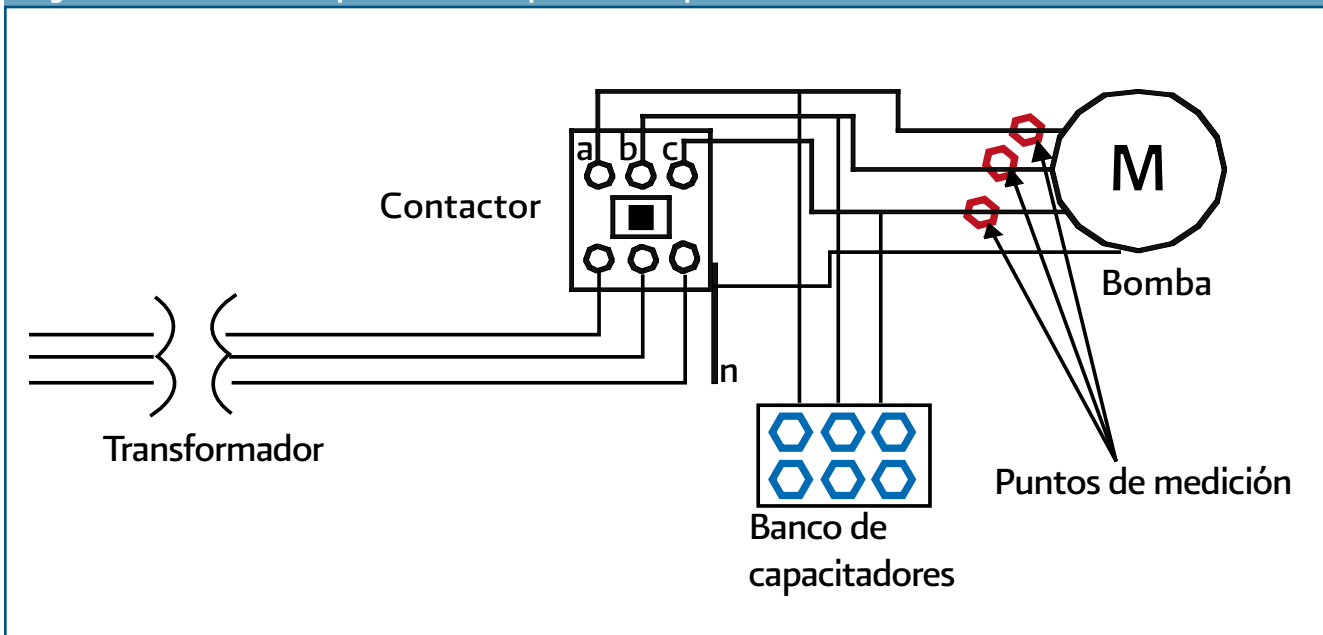 a b c
M
Contactor
Bomba
n
Transformador
Puntos de medición
Banco de
capacitadores